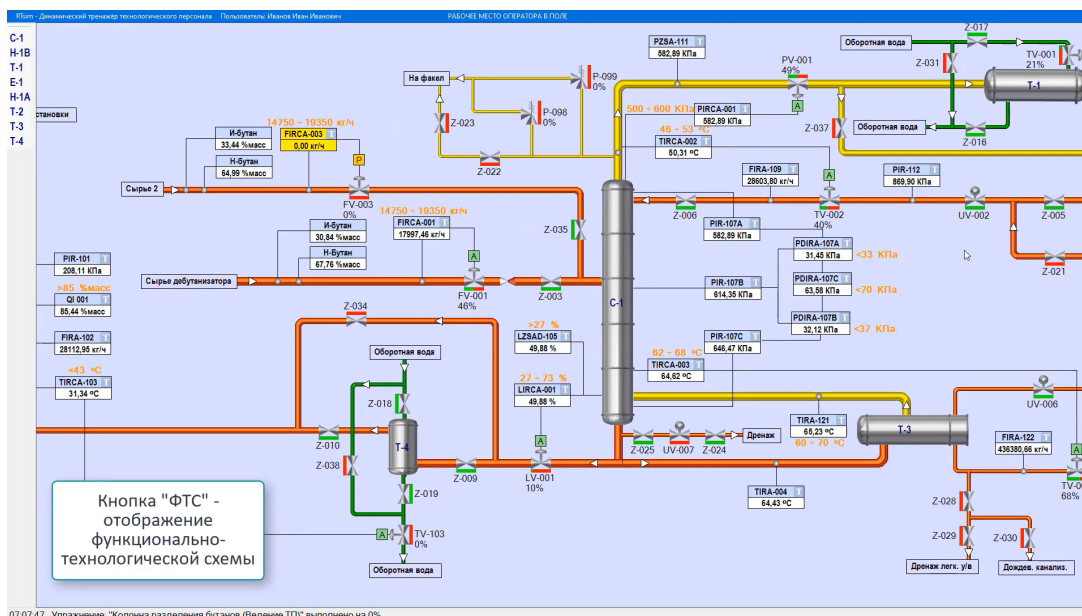 RTsim - Динамический тренажёр технологического персонала Пользователь: Иванов Иван Иванович РАБОЧЕЕ МЕСТО ОПЕРАТОРА В ПОЛЕ
С-1
Н-1В
Т-1
Е-1
Н-1А
Т-2
Т-3
Т-4
становки
На факел
Z-023
Z-022
P-099
0%
P-098
0%
PZSA-111 T
582,89 КПа
PV-001
49%
A
500 ÷ 600 КПа
PIRCA-001 T
582,89 КПа
46 ÷ 53 ºC
TIRCA-002 T
50,31 ºC
Оборотная вода
Z-017
Z-031
TV-001
21%
Т-1
Z-037
Оборотная вода
Z-016
14750 ÷ 19350 кг/ч
И-бутан
33,44 %масс
FIRCA-003 T
0,00 кг/ч
Н-бутан
64,99 %масс
P
Сырье 2
FV-003
0%
14750 ÷ 19350 кг/ч
И-бутан
30,84 %масс
FIRCA-001 T
17997,46 кг/ч
Н-Бутан
67,76 %масс
A
Z-035
Сырье дебутанизатора
FV-001
46%
Z-003
С-1
A
FIRA-109 T
28603,80 кг/ч
PIR-112 T
869,90 КПа
Z-006
TV-002
40%
UV-002
Z-005
Z-021
PIR-107A T
582,89 КПа
PDIRA-107A T
31,45 КПа
<33 КПа
PIR-107B T
614,35 КПа
PDIRA-107C T
63,58 КПа
<70 КПа
PDIRA-107B T
32,12 КПа
<37 КПа
PIR-107C T
646,47 КПа
62 ÷ 68 ºC
TIRCA-003 T
64,62 ºC
PIR-101 T
208,11 КПа
>85 %масс
QI 001 T
85,44 %масс
FIRA-102 T
28112,95 кг/ч
<43 ºC
TIRCA-103 T
31,34 ºC
Z-034
>27 %
LZSAD-105 T
49,88 %
27 ÷ 73 %
LIRCA-001 T
49,88 %
A
Оборотная вода
Z-018
Z-010
Т-4
Z-038
Z-009
LV-001
10%
Z-019
A
TV-103
0%
Оборотная вода
Z-025
UV-007
Z-024
Дренаж
TIRA-121 T
65,23 ºC
60 ÷ 70 ºC
Т-3
TIRA-004 T
64,43 ºC
UV-006
FIRA-122 T
436380,66 кг/ч
A
68%
Z-028
Z-029
Z-030
Дренаж легк. у/в
Дождев. канализ.
Кнопка "ФТС" -
отображение
функционально-
технологической схемы
07:07:47 Упражнение: "Колонна разделения бутанов (Ведение ТП)" выполнено на 0%